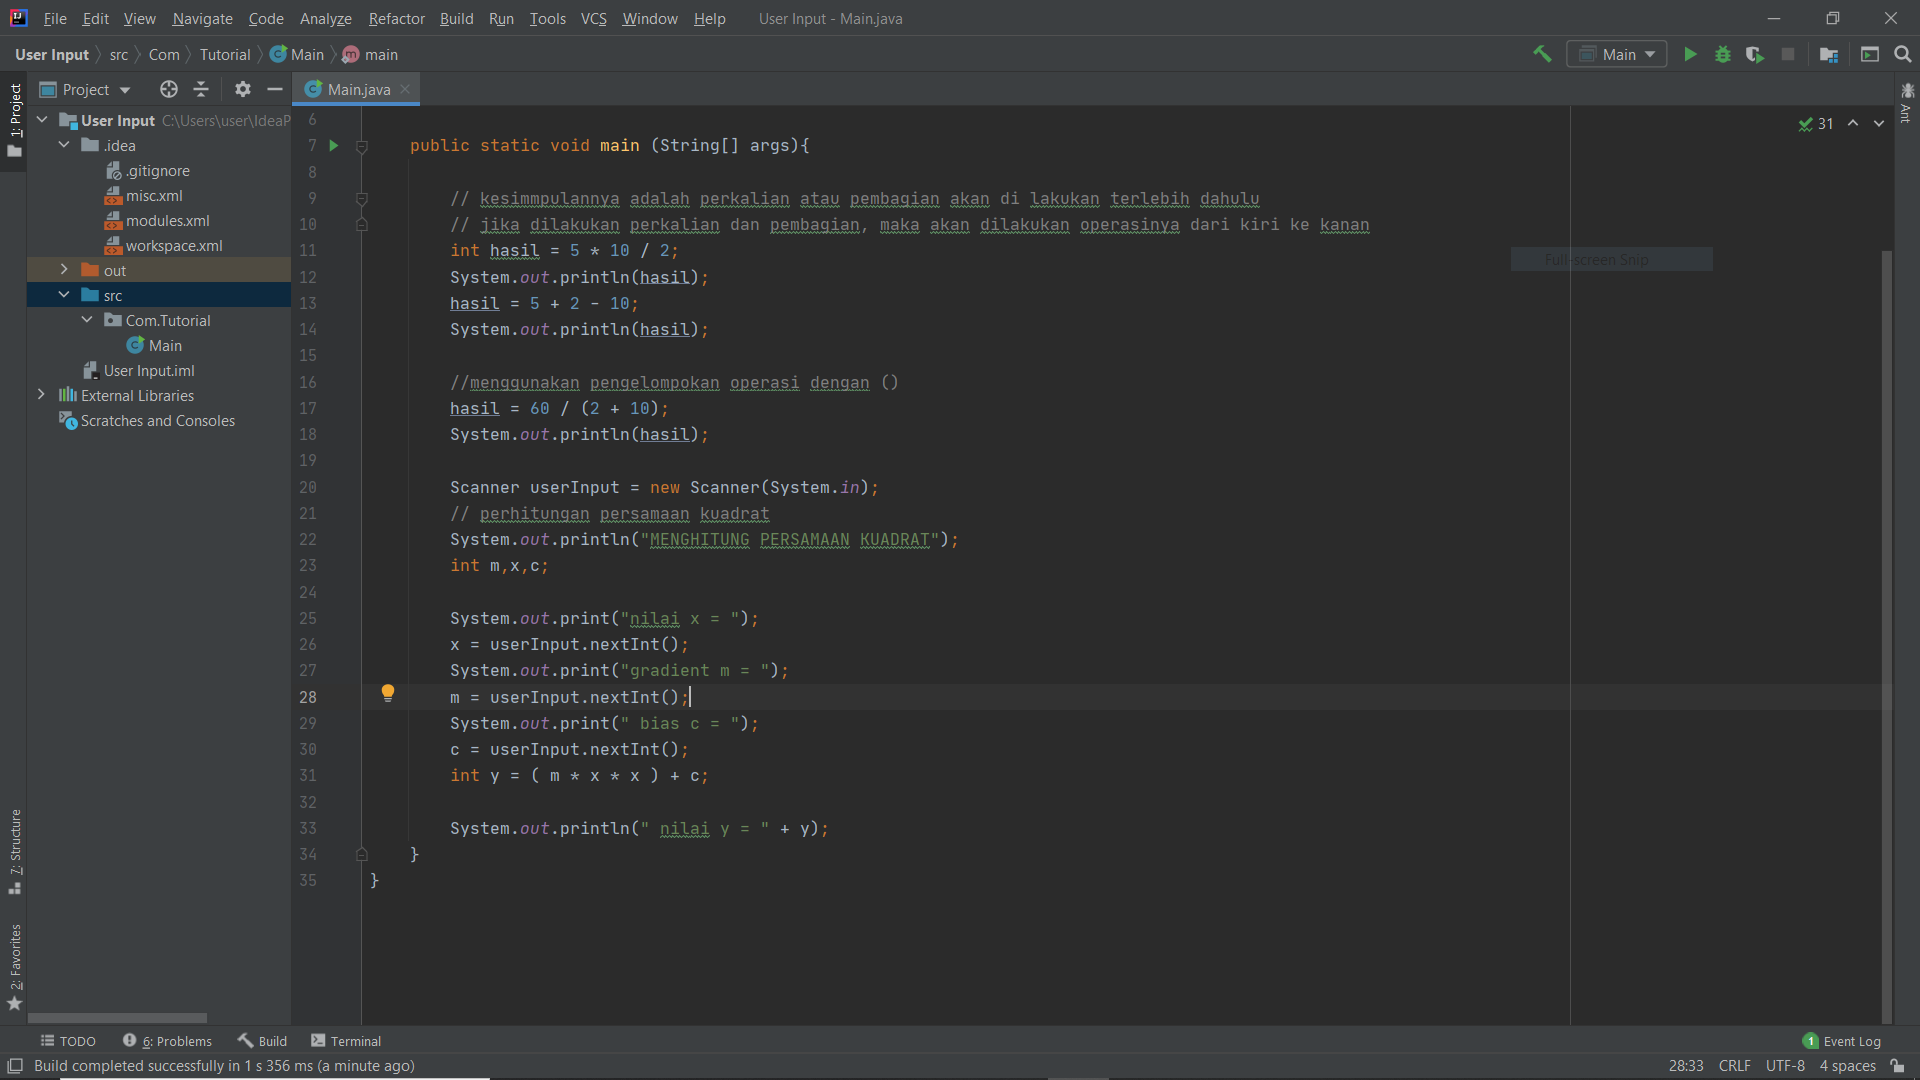 File Edit View Navigate Code Analyze Refactor Build Run Tools VCS Window Help User Input - Main.java
User Input src Com Tutorial Main main
Main
1: Project
Project
Main.java
Ant
User Input C:\Users\user\IdeaP
.idea
.gitignore
misc.xml
modules.xml
workspace.xml
out
src
Com.Tutorial
Main
User Input.iml
External Libraries
Scratches and Consoles
31
Full-screen Snip
6
7 public static void main (String[] args){
8
9 // kesimmpulannya adalah perkalian atau pembagian akan di lakukan terlebih dahulu
10 // jika dilakukan perkalian dan pembagian, maka akan dilakukan operasinya dari kiri ke kanan
11 int hasil = 5 * 10 / 2;
12 System.out.println(hasil);
13 hasil = 5 + 2 - 10;
14 System.out.println(hasil);
15
16 //menggunakan pengelompokan operasi dengan ()
17 hasil = 60 / (2 + 10);
18 System.out.println(hasil);
19
20 Scanner userInput = new Scanner(System.in);
21 // perhitungan persamaan kuadrat
22 System.out.println("MENGHITUNG PERSAMAAN KUADRAT");
23 int m,x,c;
24
25 System.out.print("nilai x = ");
26 x = userInput.nextInt();
27 System.out.print("gradient m = ");
28 m = userInput.nextInt();
29 System.out.print(" bias c = ");
30 c = userInput.nextInt();
31 int y = ( m * x * x ) + c;
32
33 System.out.println(" nilai y = " + y);
34 }
35 }
7: Structure
2: Favorites
TODO 6: Problems Build Terminal
1 Event Log
Build completed successfully in 1 s 356 ms (a minute ago)
28:33 CRLF UTF-8 4 spaces